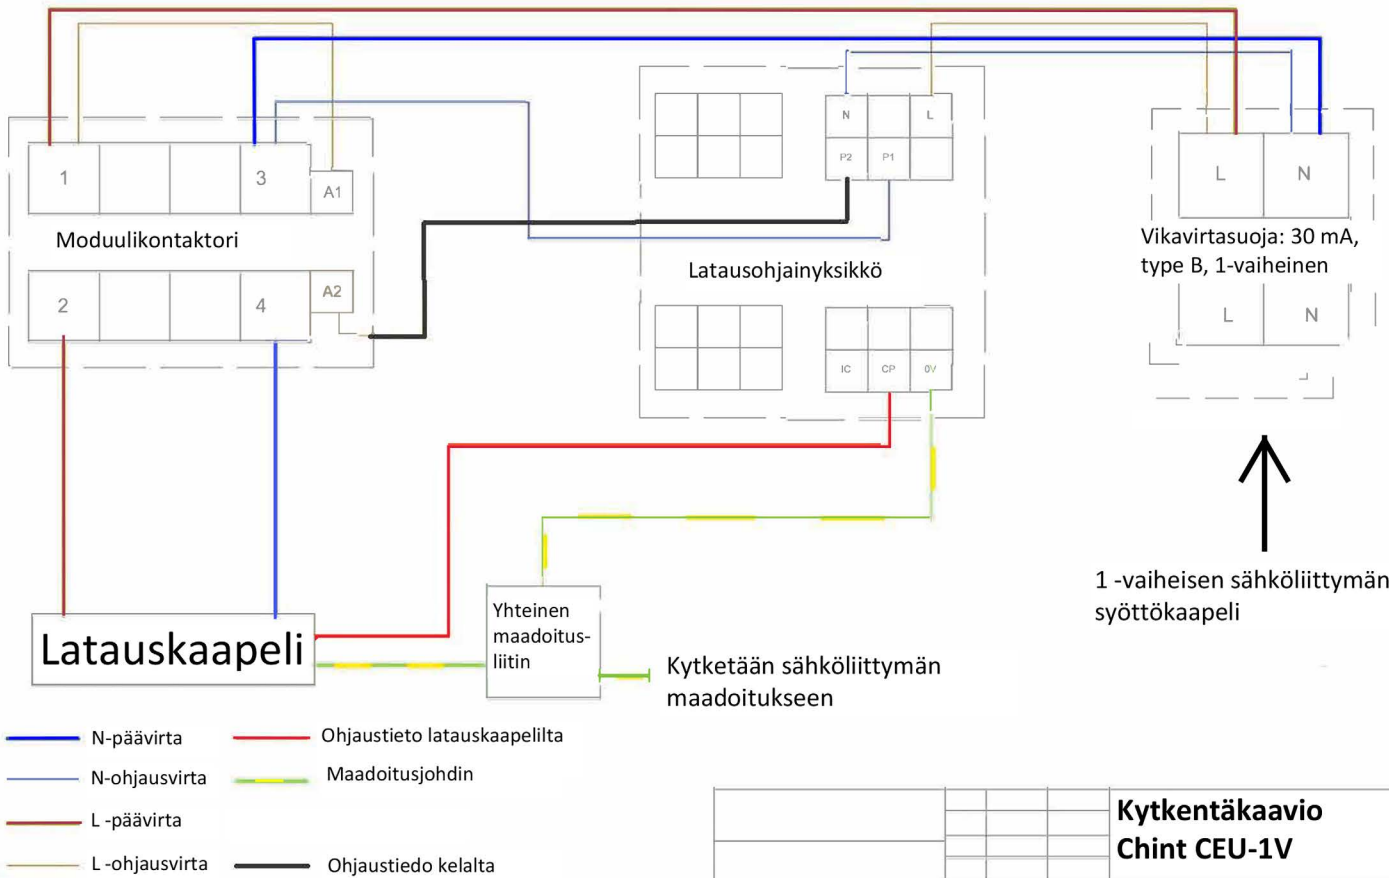 N
L
P2
P1
1
3
A1
L
N
Moduulikontaktori
Latausohjainyksikkö
Vikavirtasuoja: 30 mA,
type B, 1-vaiheinen
2
4
A2
L
N
IC
CP
0V
1 -vaiheisen sähköliittymän
syöttökaapeli
Latauskaapeli
Yhteinen
maadoitus-
liitin
Kytketään sähköliittymän
maadoitukseen
N-päävirta
Ohjaustieto latauskaapelilta
N-ohjausvirta
Maadoitusjohdin
L -päävirta
L -ohjausvirta
Ohjaustiedo kelalta
Kytkentäkaavio
Chint CEU-1V